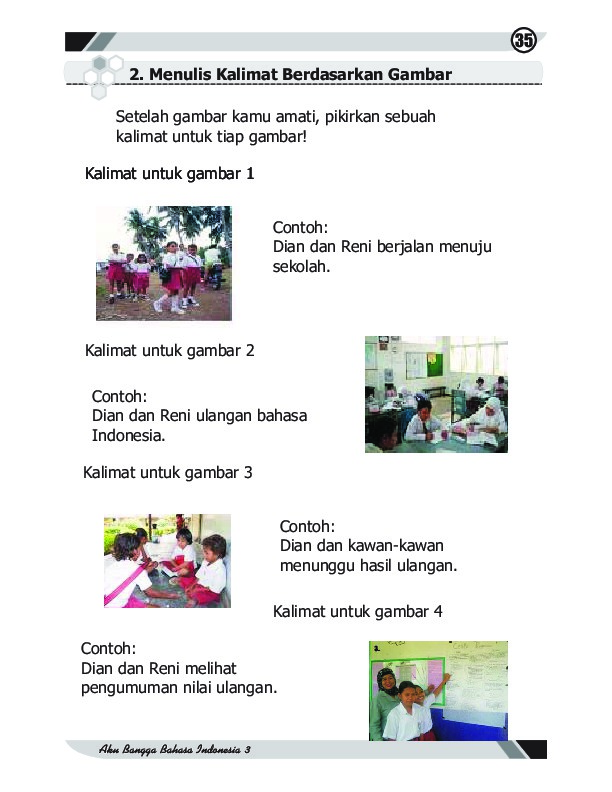 35
2. Menulis Kalimat Berdasarkan Gambar
Setelah gambar kamu amati, pikirkan sebuah
kalimat untuk tiap gambar!
Kalimat untuk gambar 1
Contoh:
Dian dan Reni berjalan menuju
sekolah.
Kalimat untuk gambar 2
Contoh:
Dian dan Reni ulangan bahasa
Indonesia.
Kalimat untuk gambar 3
Contoh:
Dian dan kawan-kawan
menunggu hasil ulangan.
Kalimat untuk gambar 4
Contoh:
Dian dan Reni melihat
pengumuman nilai ulangan.
3.
Aku Bangga Bahasa Indonesia 3